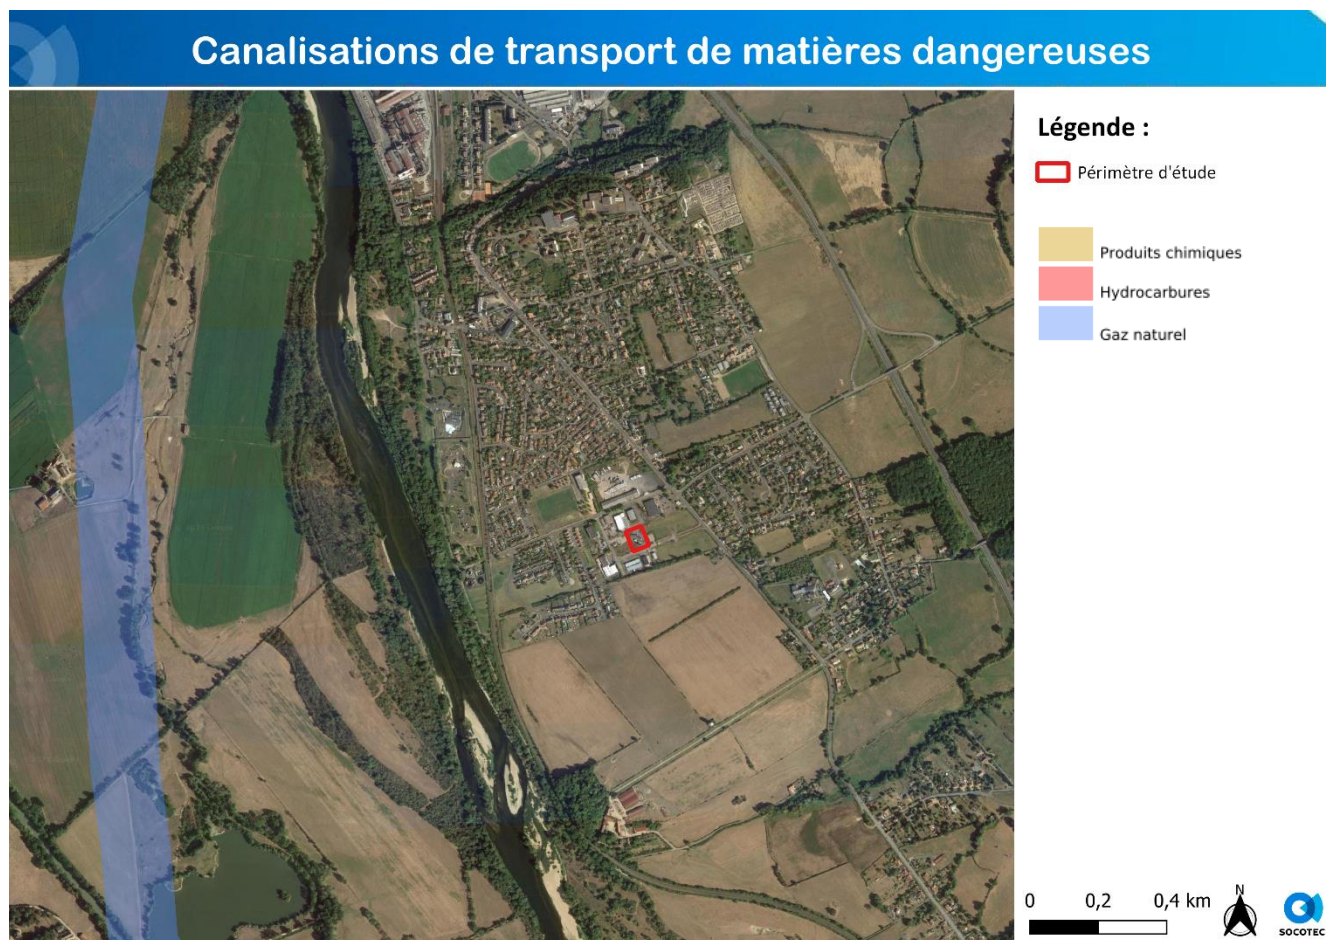 Canalisations de transport de matières dangereuses
Légende :
Périmètre d'étude
Produits chimiques
Hydrocarbures
Gaz naturel
0 0,2 0,4 km
N
SOCOTEC